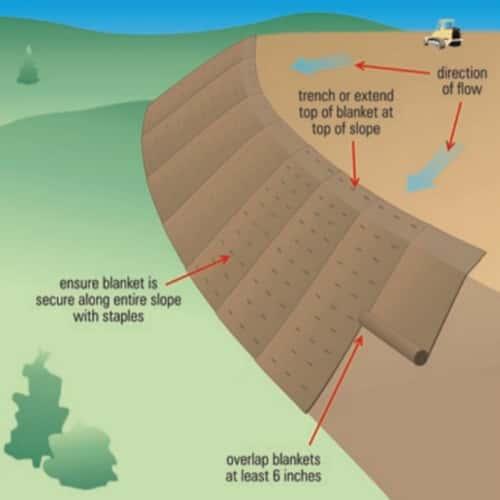 direction
of flow
trench or extend
top of blanket at
top of slope
ensure blanket is
secure along entire slope
with staples
overlap blankets
at least 6 inches